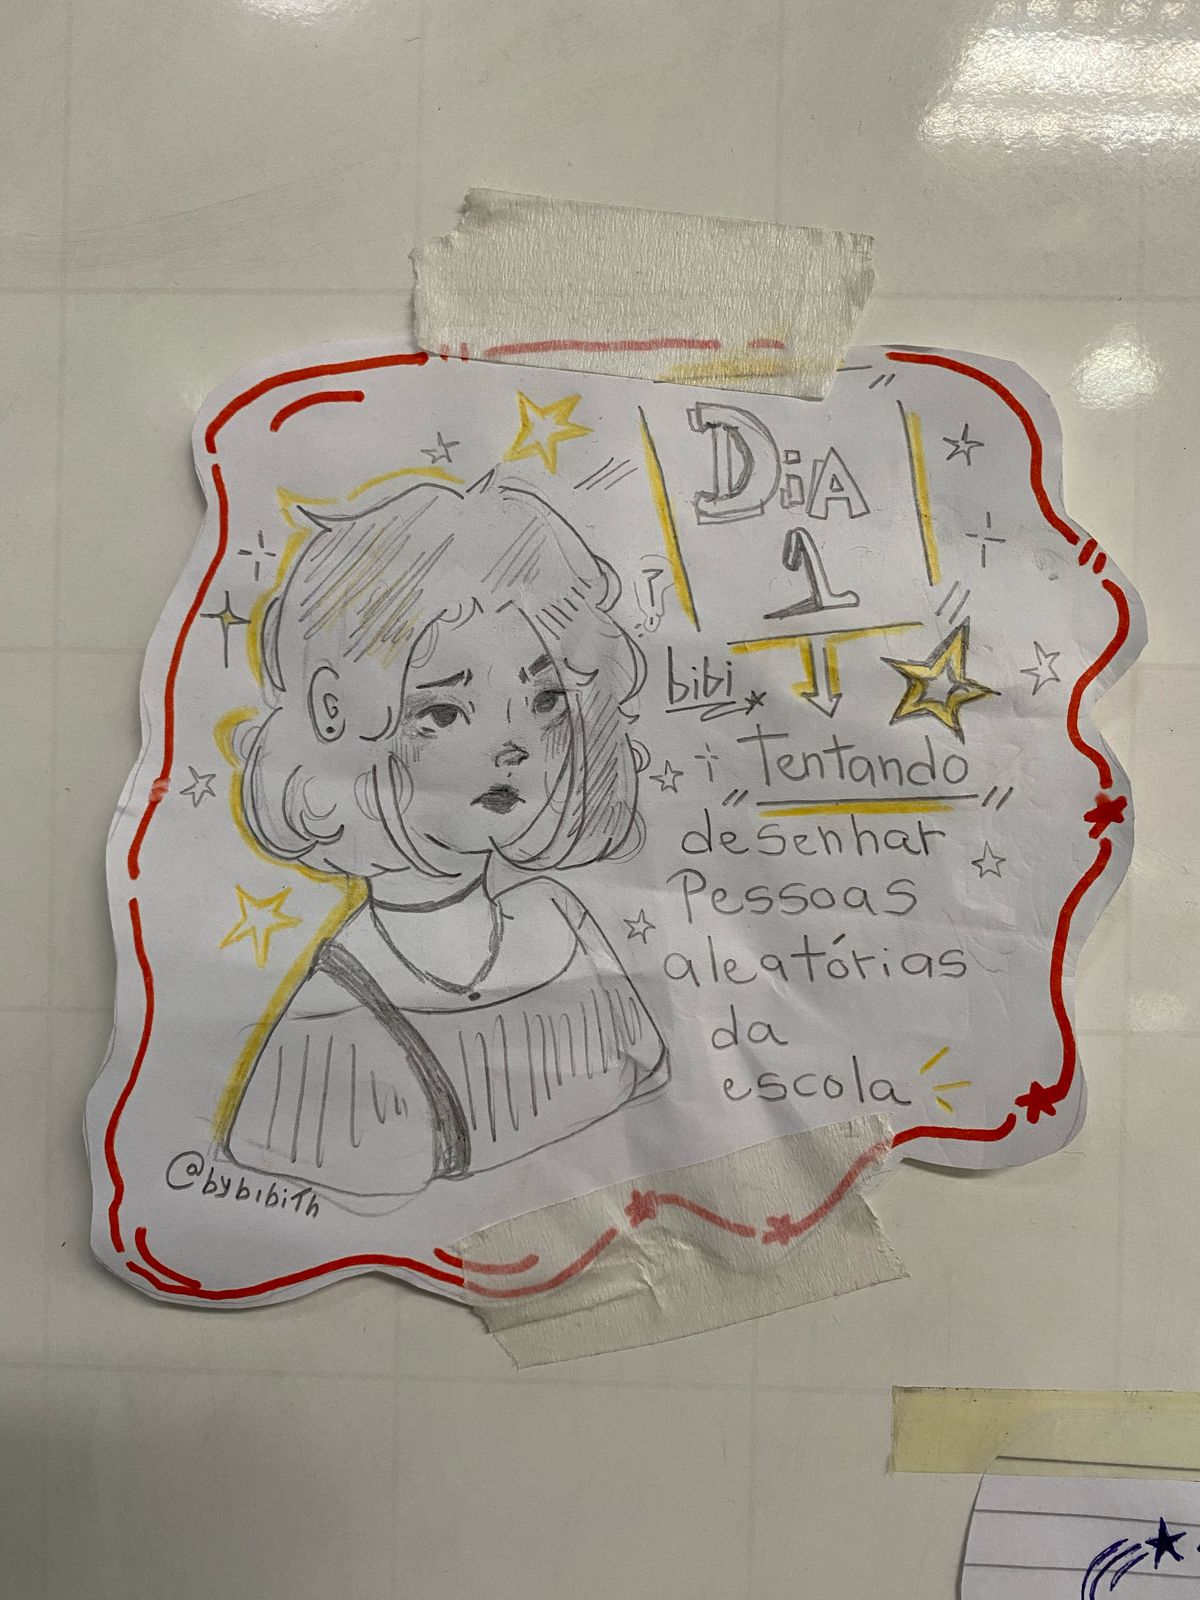 DiA
1
?
bibi
Tentando
desenhar
Pessoas
aleatórias
da
escola
@bybibiTh